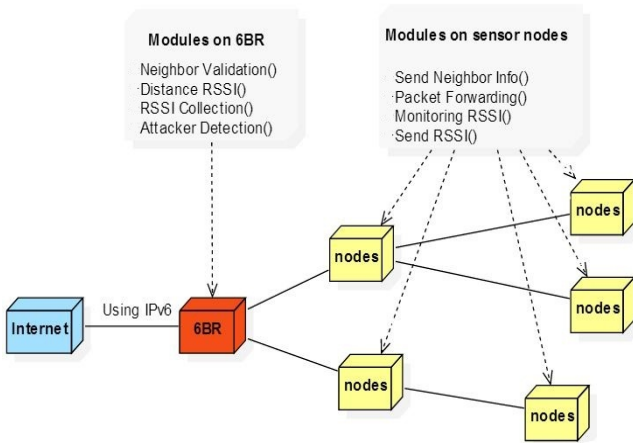 Modules on 6BR
Neighbor Validation()
Distance RSSI()
RSSI Collection()
Attacker Detection()
Modules on sensor nodes
Send Neighbor Info()
Packet Forwarding()
Monitoring RSSI()
Send RSSI()
nodes
nodes
nodes
Internet
Using IPv6
6BR
nodes
nodes